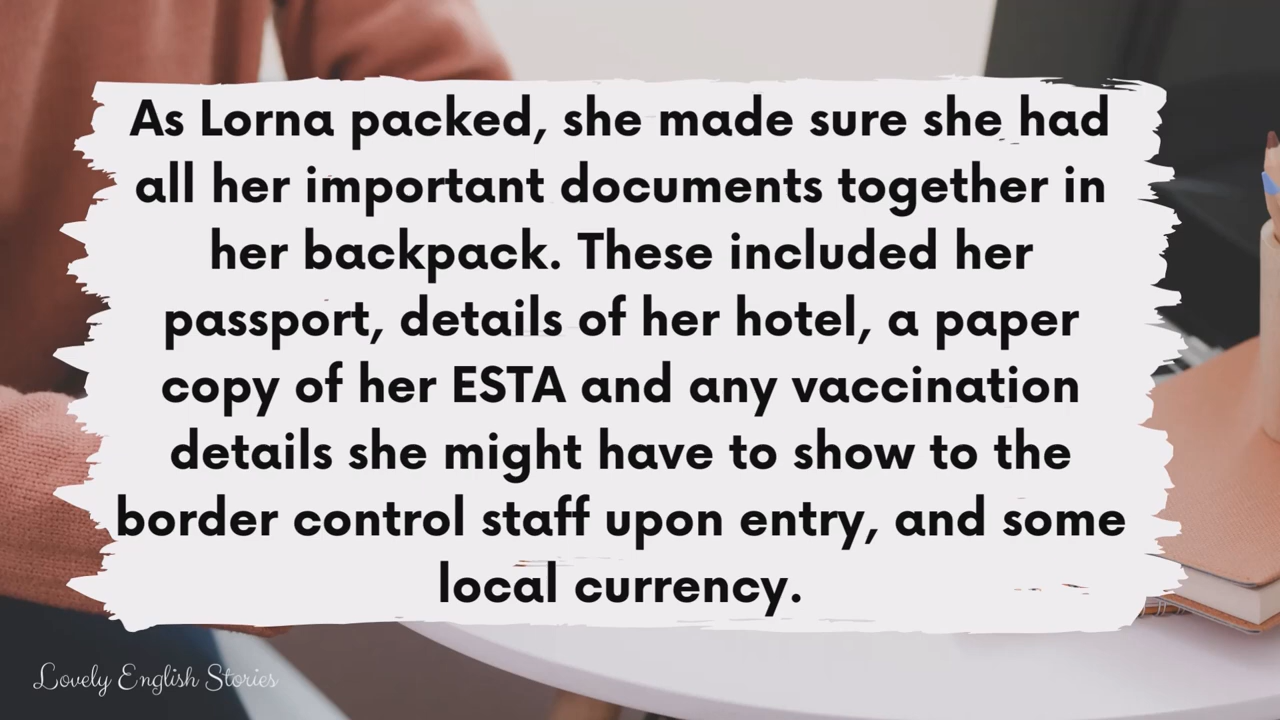 As Lorna packed, she made sure she had
all her important documents together in
her backpack. These included her
passport, details of her hotel, a paper
copy of her ESTA and any vaccination
details she might have to show to the
border control staff upon entry, and some
local currency.
Lovely English Stories